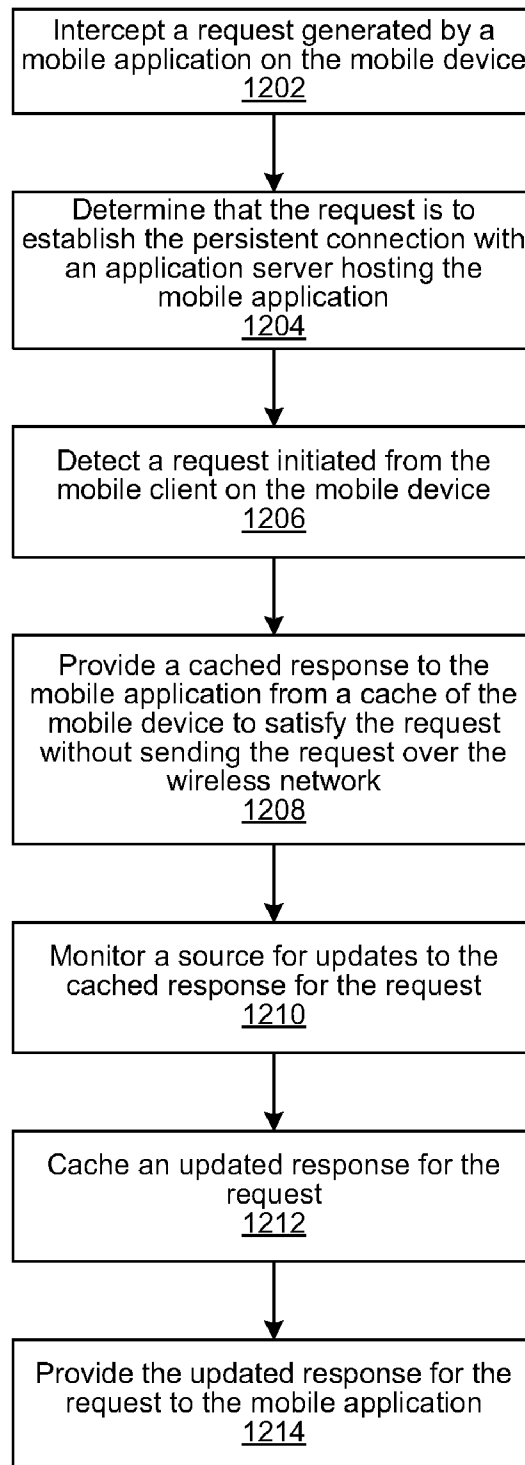 Intercept a request generated by a
mobile application on the mobile device
1202
Determine that the request is to
establish the persistent connection with
an application server hosting the
mobile application
1204
Detect a request initiated from the
mobile client on the mobile device
1206
Provide a cached response to the
mobile application from a cache of the
mobile device to satisfy the request
without sending the request over the
wireless network
1208
Monitor a source for updates to the
cached response for the request
1210
Cache an updated response for the
request
1212
Provide the updated response for the
request to the mobile application
1214